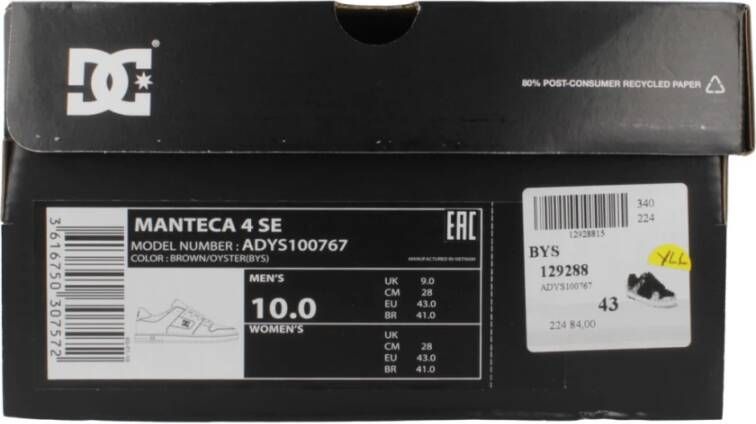 DC
80% POST-CONSUMER RECYCLED PAPER
3 616750 307572
MANTECA 4 SE
MODEL NUMBER : ADYS100767
COLOR : BROWN/OYSTER(BYS)
EAC
MANUFACTURED IN VIETNAM
MEN'S
10.0
UK 9.0
CM 28
EU 43.0
BR 41.0
WOMEN'S
UK
CM 28
EU 43.0
BR 41.0
340
224
12928815
BYS
129288
ADYS100767
YLL
43
224 84,00